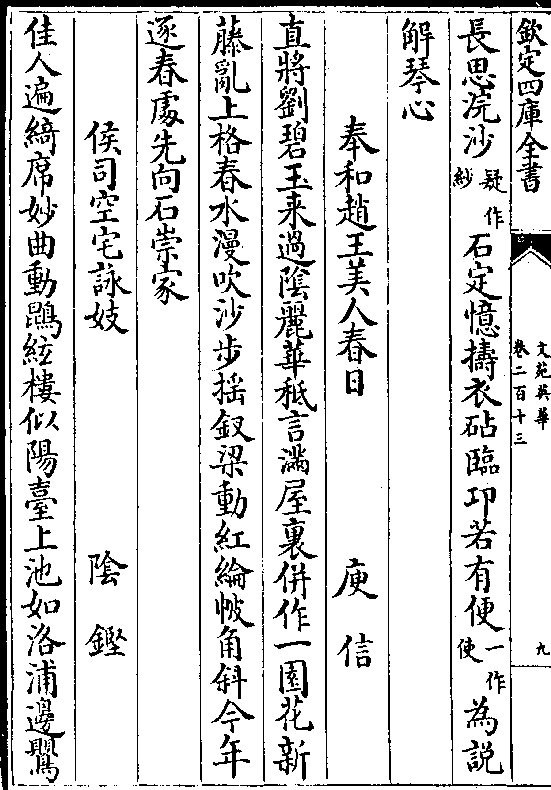 欽定四庫全書
文苑英華
卷二百十三
九
長思浣沙疑作紗石定憶擣衣砧臨卭若有便一作使為説
解琴心
奉和趙王美人春日
庾信
直將劉碧玉来過陰麗華秪言滿屋裏併作一園花新
藤亂上格春水漫吹沙步揺釵梁動紅綸帔角斜今年
逐春處先向石崇家
侯司空宅詠妓
陰鏗
佳人遍綺席妙曲動鵾絃樓似陽臺上池如洛浦邊鸎